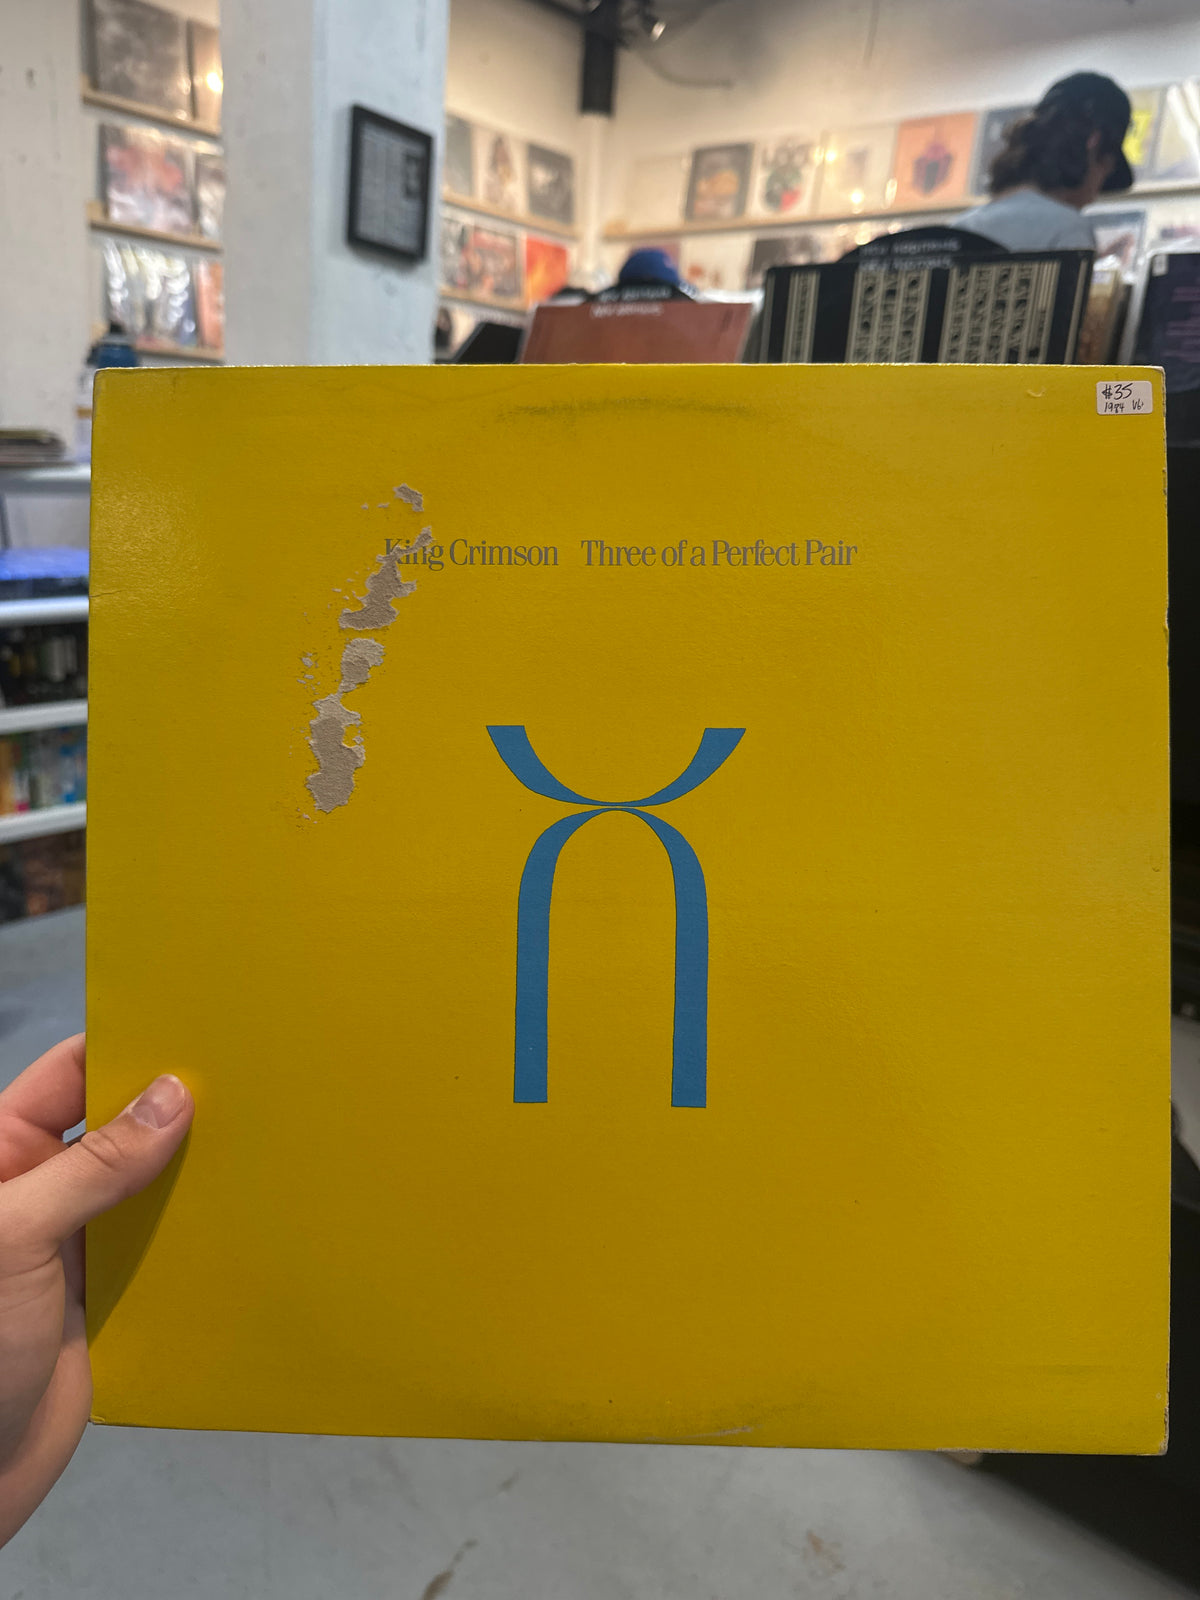 $35
1984 VG+
King Crimson Three of a Perfect Pair